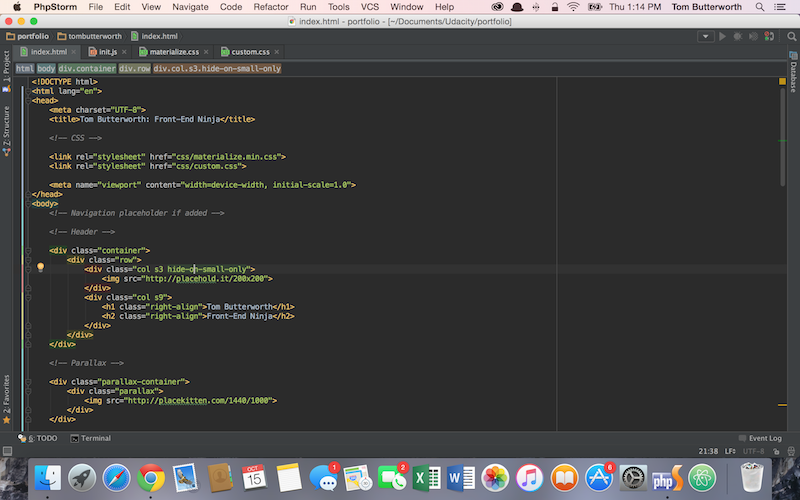 PhpStorm File Edit View Navigate Code Refactor Run Tools VCS Window Help Thu 1:14 PM Tom Butterworth
index.html - portfolio - [~/Documents/Udacity/portfolio]
portfolio tombutterworth index.html
index.html init.js materialize.css custom.css
html body div.container div.row div.col.s3.hide-on-small-only
1: Project
Z: Structure
2: Favorites
Database
<!DOCTYPE html>
<html lang="en">
<head>
<meta charset="UTF-8">
<title>Tom Butterworth: Front-End Ninja</title>
<!-- CSS -->
<link rel="stylesheet" href="css/materialize.min.css">
<link rel="stylesheet" href="css/custom.css">
<meta name="viewport" content="width=device-width, initial-scale=1.0">
</head>
<body>
<!-- Navigation placeholder if added -->
<!-- Header -->
<div class="container">
<div class="row">
<div class="col s3 hide-on-small-only">
<img src="http://placehold.it/200x200">
</div>
<div class="col s9">
<h1 class="right-align">Tom Butterworth</h1>
<h2 class="right-align">Front-End Ninja</h2>
</div>
</div>
</div>
<!-- Parallax -->
<div class="parallax-container">
<div class="parallax">
<img src="http://placekitten.com/1440/1000">
</div>
</div>
6: TODO Terminal Event Log
21:38 LF÷ UTF-8 ÷
OCT
15
1
2
6
php